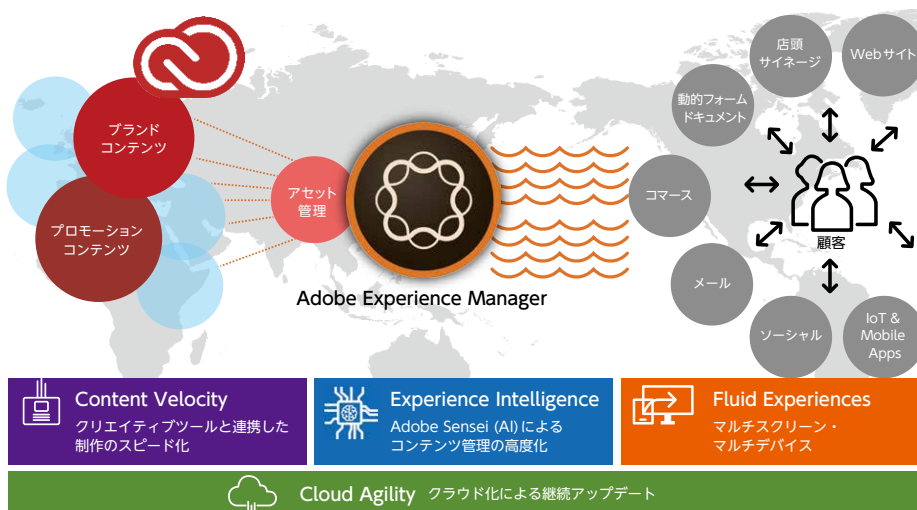 ブランド
コンテンツ
プロモーション
コンテンツ
アセット
管理
Adobe Experience Manager
店頭
サイネージ
Webサイト
動的フォーム
ドキュメント
コマース
メール
ソーシャル
IoT &
Mobile
Apps
顧客
Content Velocity
クリエイティブツールと連携した
制作のスピード化
Experience Intelligence
Adobe Sensei (AI) による
コンテンツ管理の高度化
Fluid Experiences
マルチスクリーン・
マルチデバイス
Cloud Agility クラウド化による継続アップデート